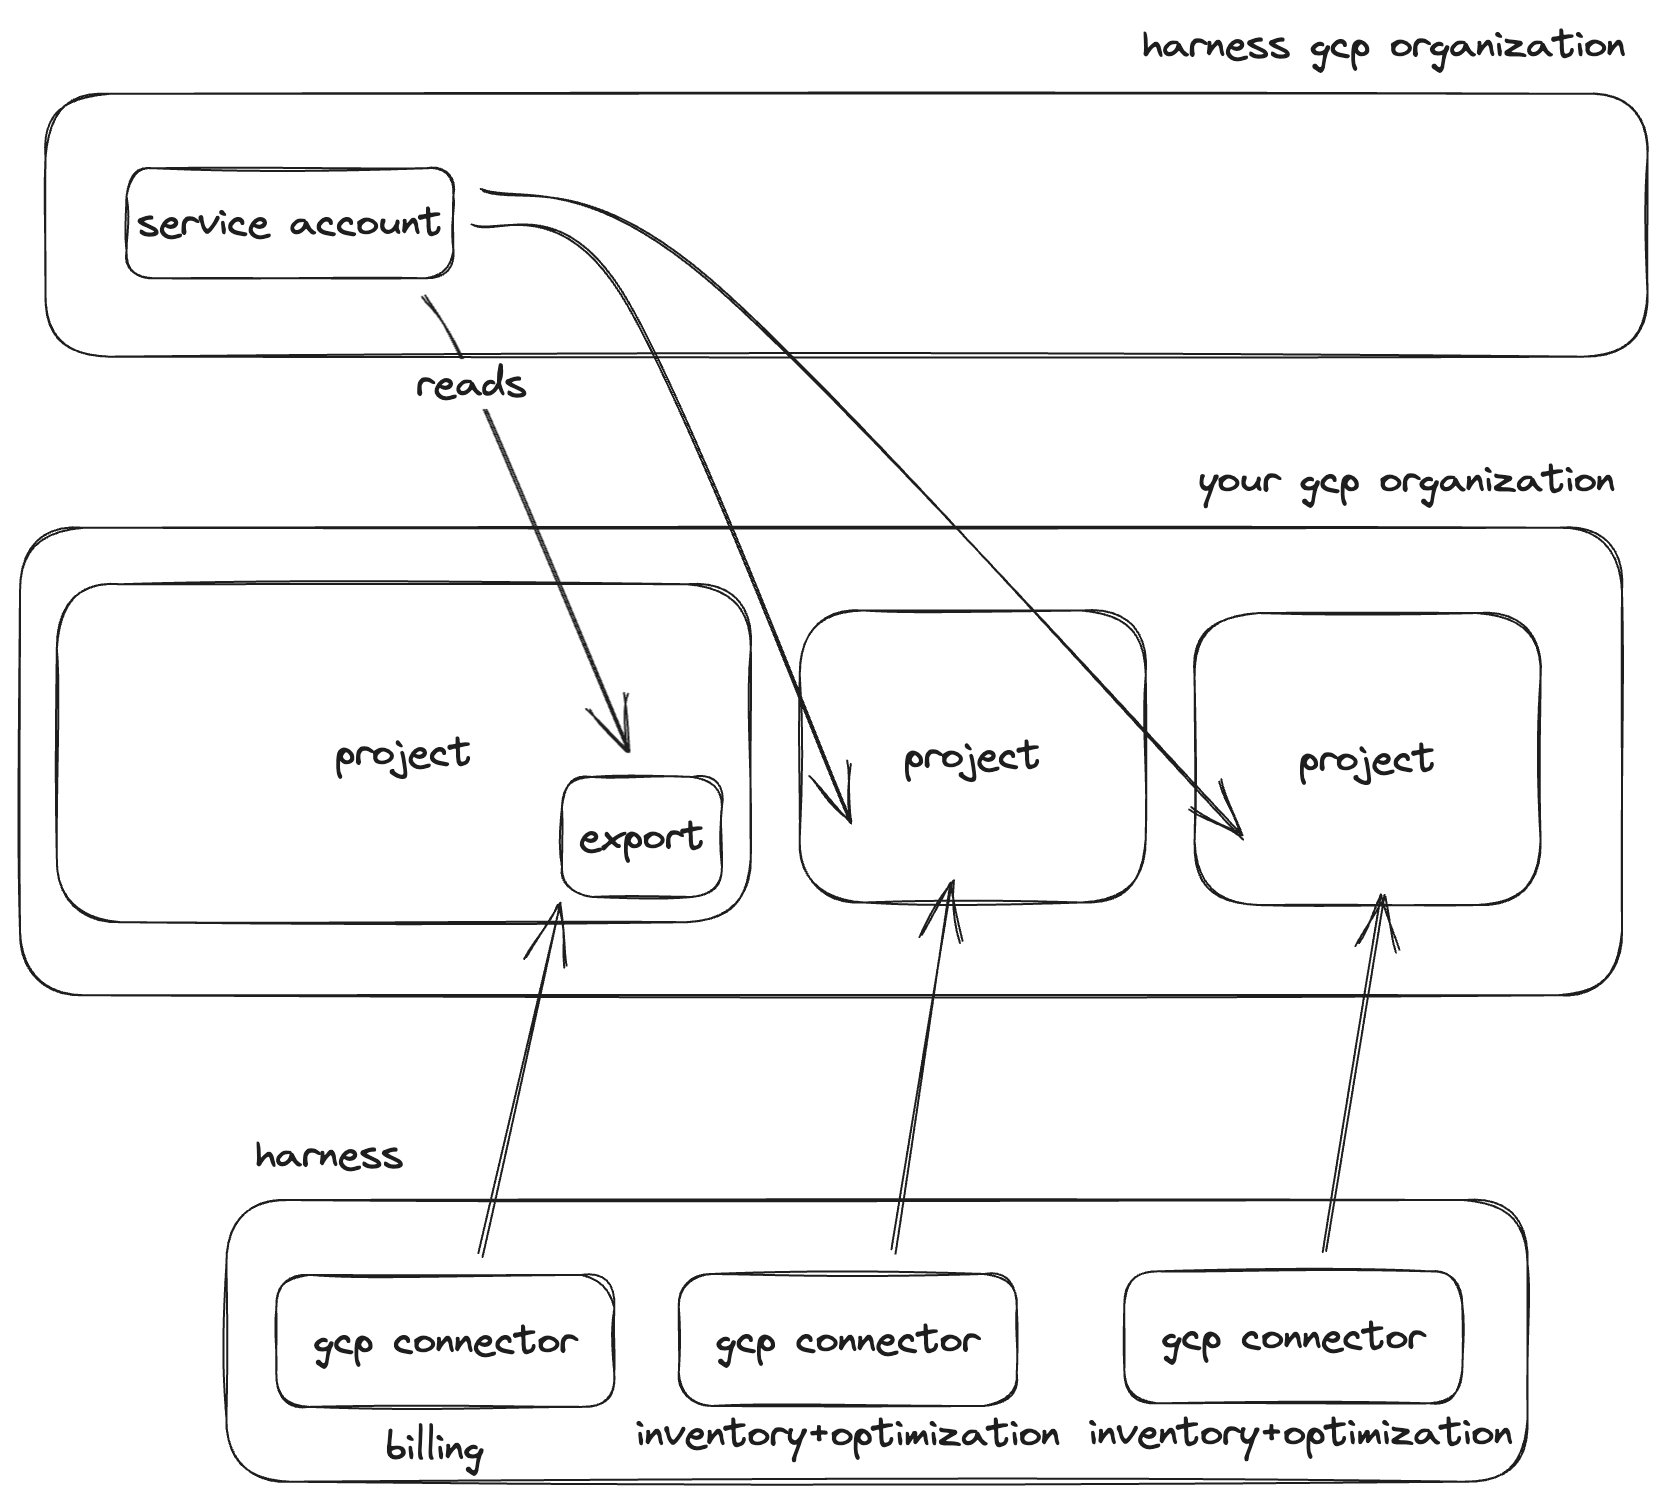 harness gcp organization
service account
reads
your gcp organization
project
project
project
export
harness
gcp connector
gcp connector
gcp connector
billing
inventory+optimization
inventory+optimization